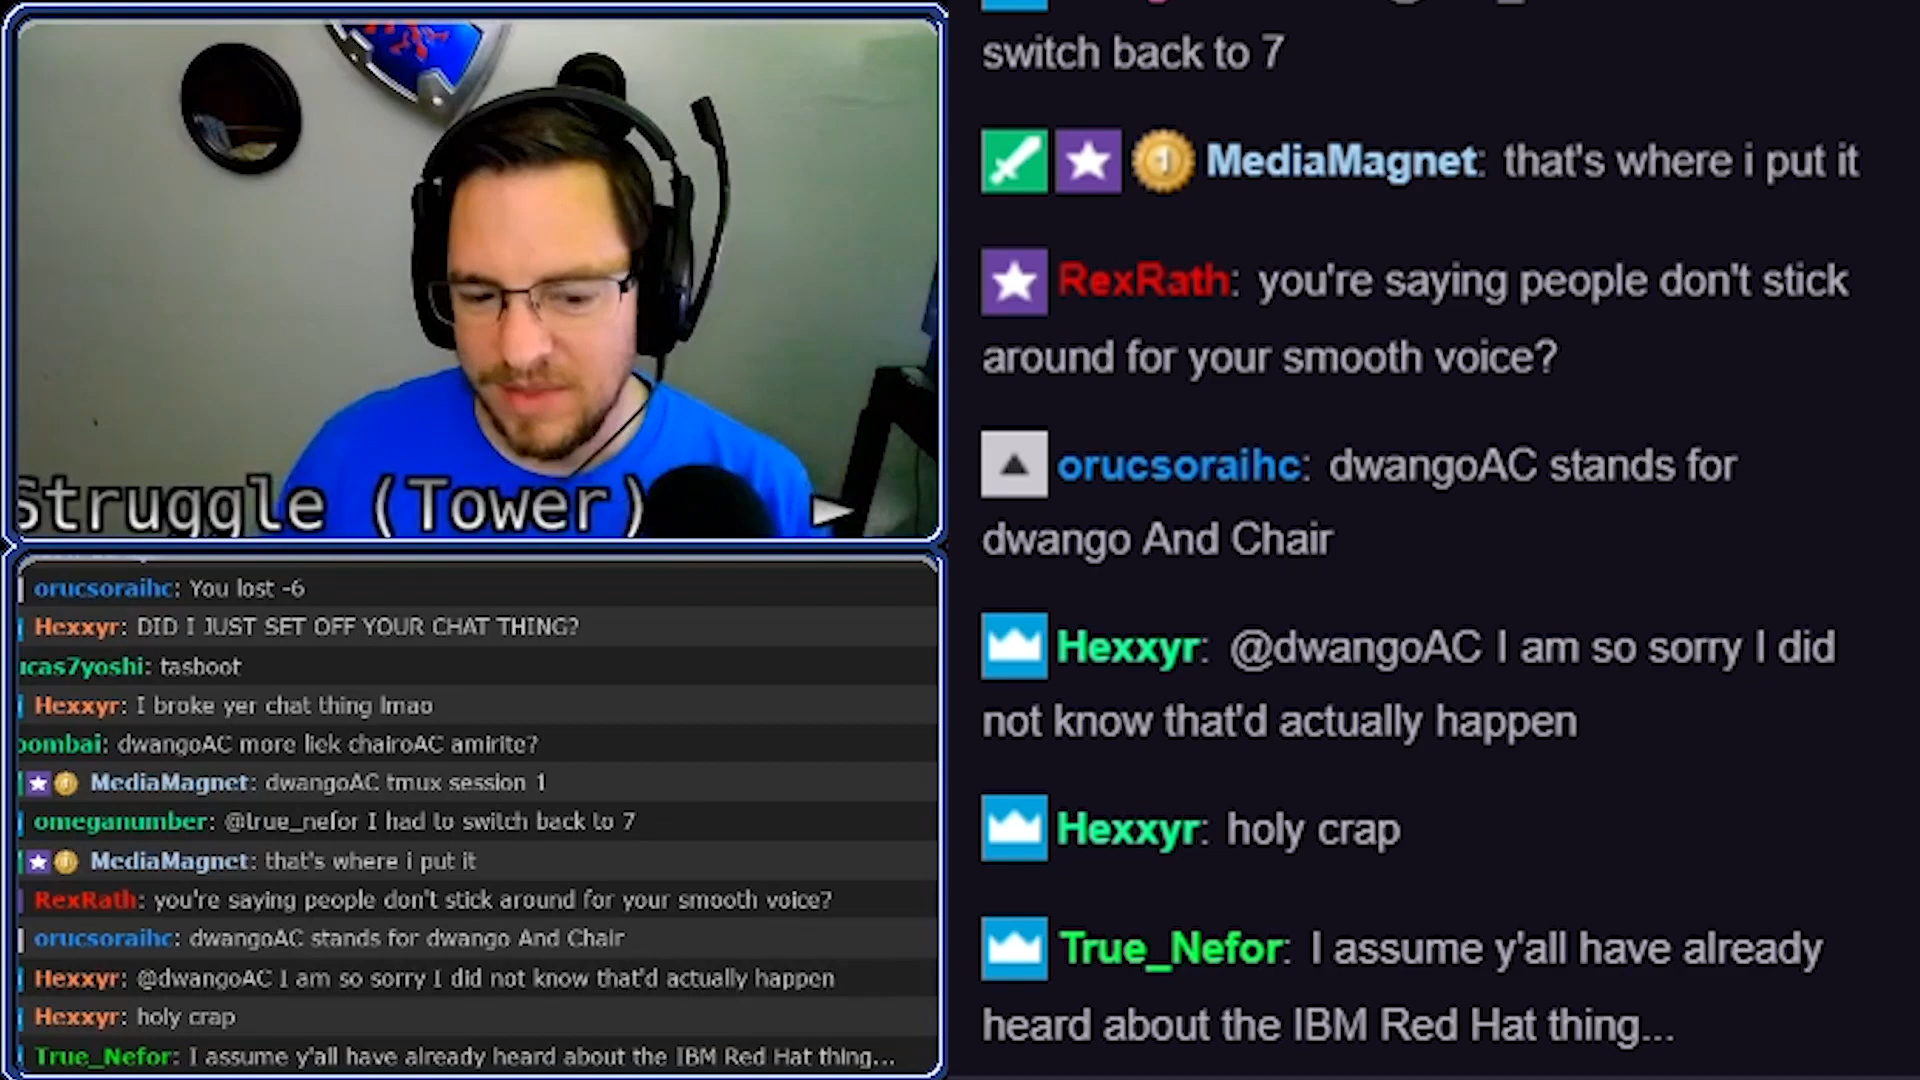 Struggle (Tower)
orucsoraihc: You lost -6
Hexxyr: DID I JUST SET OFF YOUR CHAT THING?
ucas7yoshi: tasboot
Hexxyr: I broke yer chat thing lmao
oombai: dwangoAC more liek chairoAC amirite?
MediaMagnet: dwangoAC tmux session 1
omeganumber: @true_nefor I had to switch back to 7
MediaMagnet: that's where i put it
RexRath: you're saying people don't stick around for your smooth voice?
orucsoraihc: dwangoAC stands for dwango And Chair
Hexxyr: @dwangoAC I am so sorry I did not know that'd actually happen
Hexxyr: holy crap
True_Nefor: I assume y'all have already heard about the IBM Red Hat thing...
switch back to 7
MediaMagnet: that's where i put it
RexRath: you're saying people don't stick
around for your smooth voice?
orucsoraihc: dwangoAC stands for
dwango And Chair
Hexxyr: @dwangoAC I am so sorry I did
not know that'd actually happen
Hexxyr: holy crap
True_Nefor: I assume y'all have already
heard about the IBM Red Hat thing...